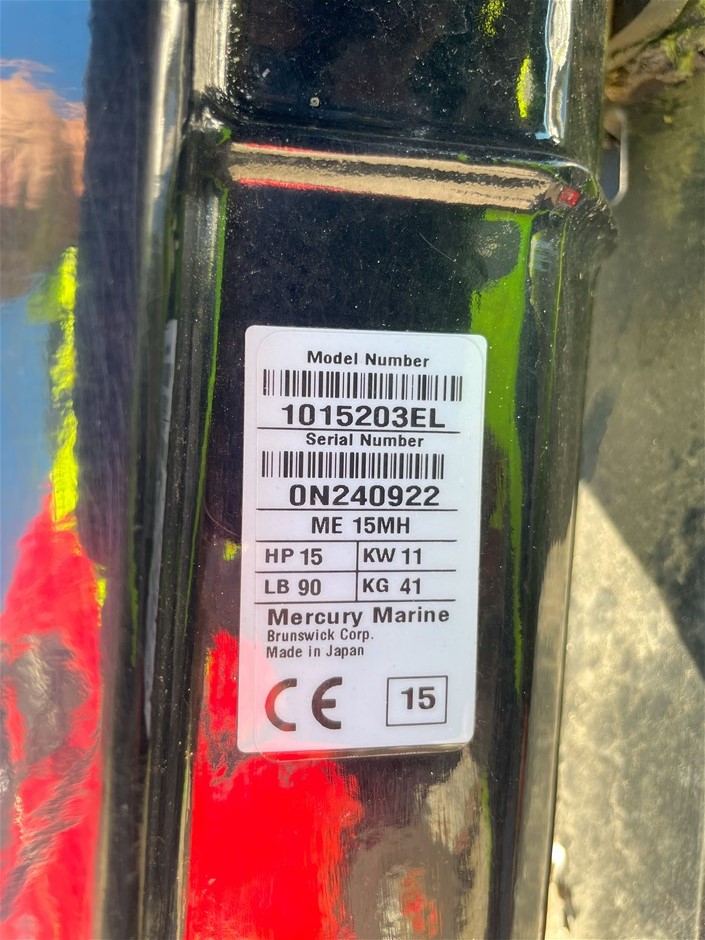 Model Number
1015203EL
Serial Number
0N240922
ME 15MH
HP 15 KW 11
LB 90 KG 41
Mercury Marine
Brunswick Corp.
Made in Japan
CE 15